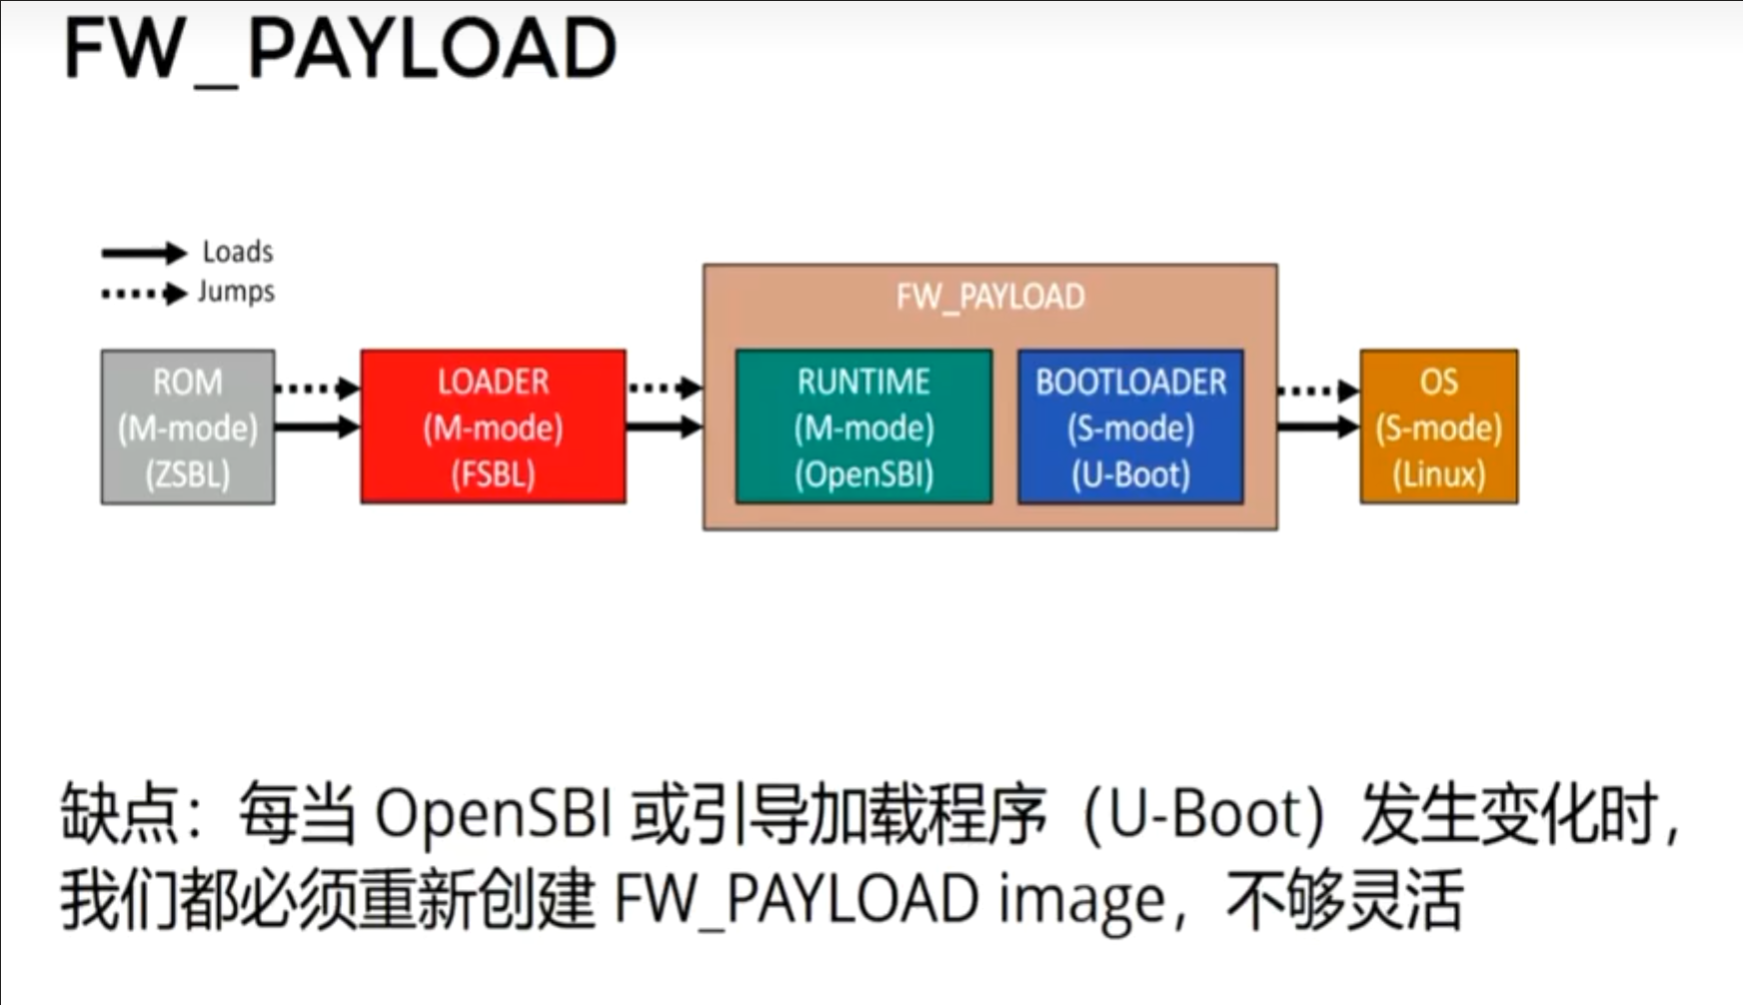 FW_PAYLOAD
Loads
Jumps
FW_PAYLOAD
ROM
(M-mode)
(ZSBL)
LOADER
(M-mode)
(FSBL)
RUNTIME
(M-mode)
(OpenSBI)
BOOTLOADER
(S-mode)
(U-Boot)
OS
(S-mode)
(Linux)
缺点：每当 OpenSBI 或引导加载程序（U-Boot）发生变化时，
我们都必须重新创建 FW_PAYLOAD image，不够灵活